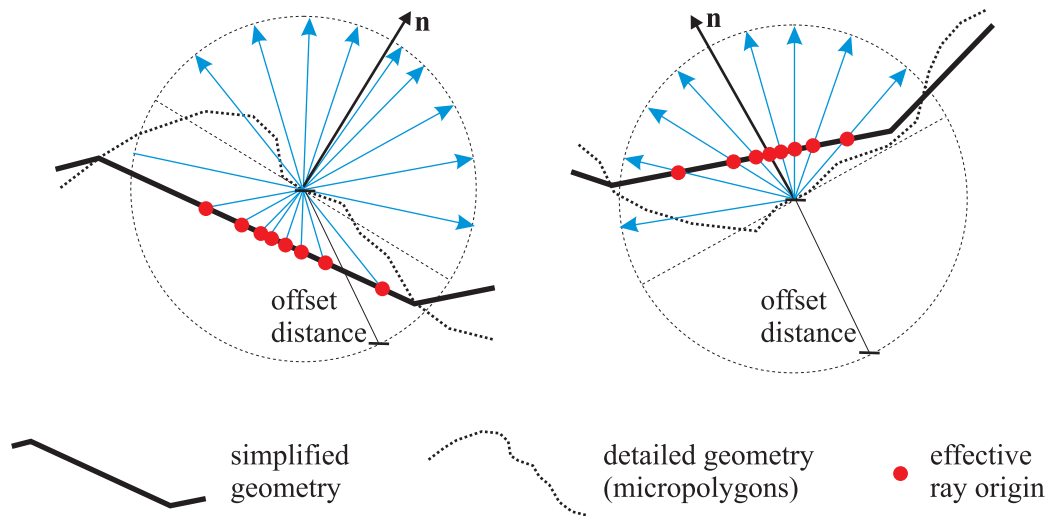 n
n
offset
distance
offset
distance
simplified
geometry
detailed geometry
(micropolygons)
effective
ray origin